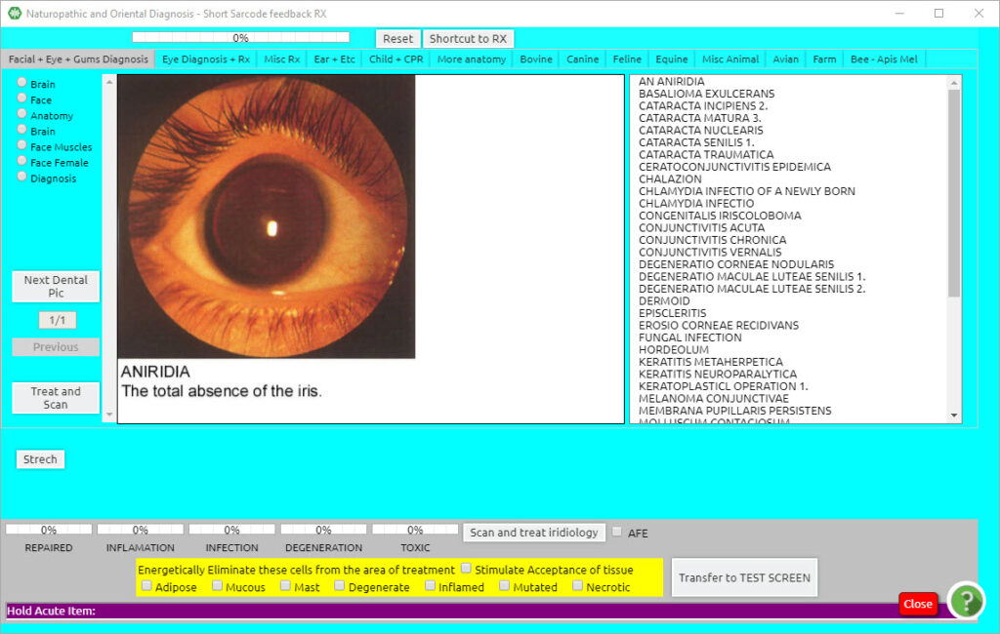 Naturopathic and Oriental Diagnosis - Short Sarcode feedback RX
0%
Reset
Shortcut to RX
Facial + Eye + Gums Diagnosis
Eye Diagnosis + Rx
Misc Rx
Ear + Etc
Child + CPR
More anatomy
Bovine
Canine
Feline
Equine
Misc Animal
Avian
Farm
Bee - Apis Mel
Brain
Face
Anatomy
Brain
Face Muscles
Face Female
Diagnosis
Next Dental
Pic
1/1
Previous
Treat and
Scan
ANIRIDIA
The total absence of the iris.
AN ANIRIDIA
BASALIOMA EXULCERANS
CATARACTA INCIPIENS 2.
CATARACTA MATURA 3.
CATARACTA NUCLEARIS
CATARACTA SENILIS 1.
CATARACTA TRAUMATICA
CERATOCONJUNCTIVITIS EPIDEMICA
CHALAZION
CHLAMYDIA INFECTIO OF A NEWLY BORN
CHLAMYDIA INFECTIO
CONGENITALIS IRISCOLOBOMA
CONJUNCTIVITIS ACUTA
CONJUNCTIVITIS CHRONICA
CONJUNCTIVITIS VERNALIS
DEGENERATIO CORNEAE NODULARIS
DEGENERATIO MACULAE LUTEAE SENILIS 1.
DEGENERATIO MACULAE LUTEAE SENILIS 2.
DERMOID
EPISCLERITIS
EROSIO CORNEAE RECIDIVANS
FUNGAL INFECTION
HORDEOLUM
KERATITIS METAHERPETICA
KERATITIS NEUROPARALYTICA
KERATOPLASTICL OPERATION 1.
MELANOMA CONJUNCTIVAE
MEMBRANA PUPILLARIS PERSISTENS
MOLLUSCUM CONTAGIOSUM
Strech
0%
0%
0%
0%
0%
REPAIRED
INFLAMATION
INFECTION
DEGENERATION
TOXIC
Scan and treat iridiology
AFE
Energetically Eliminate these cells from the area of treatment
Stimulate Acceptance of tissue
Adipose
Mucous
Mast
Degenerate
Inflamed
Mutated
Necrotic
Transfer to TEST SCREEN
Close
?
Hold Acute Item: